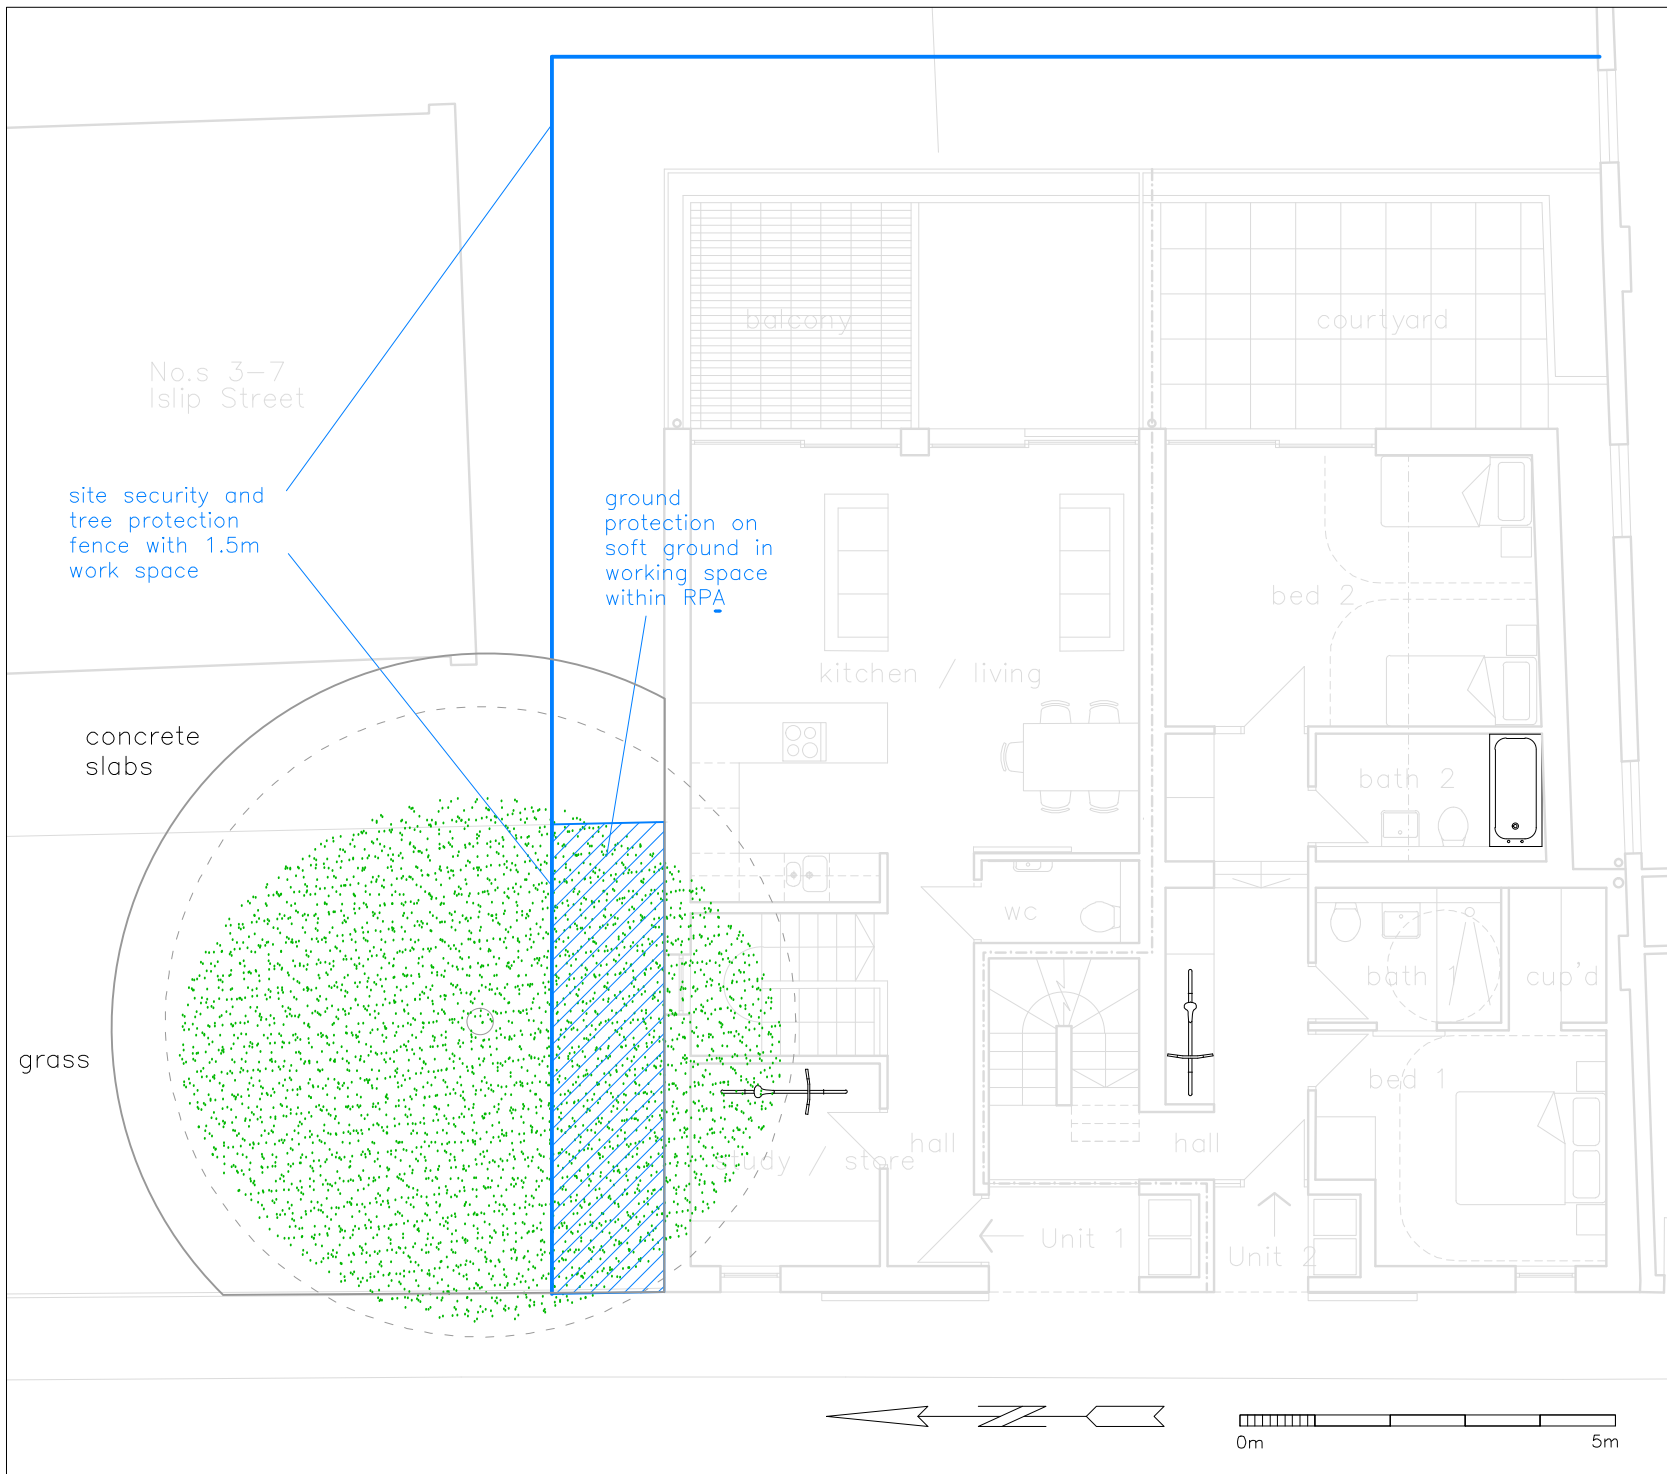 balcony
courtyard
No.s 3-7
Islip Street
site security and
tree protection
fence with 1.5m
work space
ground
protection on
soft ground in
working space
within RPA
bed 2
kitchen / living
concrete
slabs
bath 2
wc
bath 1
cup'd
grass
bed 1
hall
hall
study / store
Unit 1
Unit 2
N
0m
5m